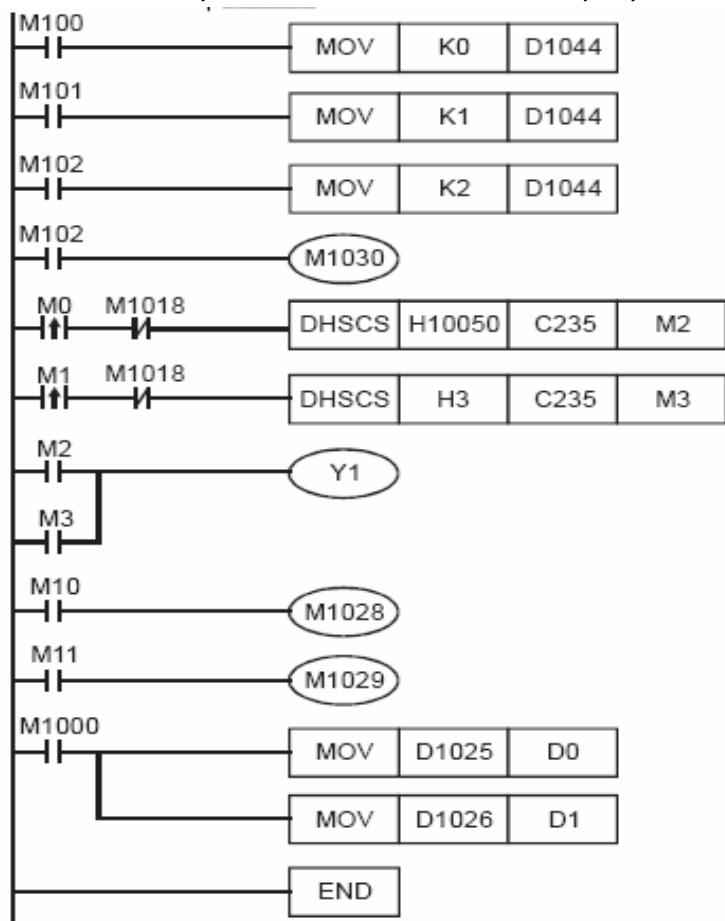 M100
MOV K0 D1044
M101
MOV K1 D1044
M102
MOV K2 D1044
M102
M1030
M0 M1018
DHSCS H10050 C235 M2
M1 M1018
DHSCS H3 C235 M3
M2
Y1
M3
M10
M1028
M11
M1029
M1000
MOV D1025 D0
MOV D1026 D1
END